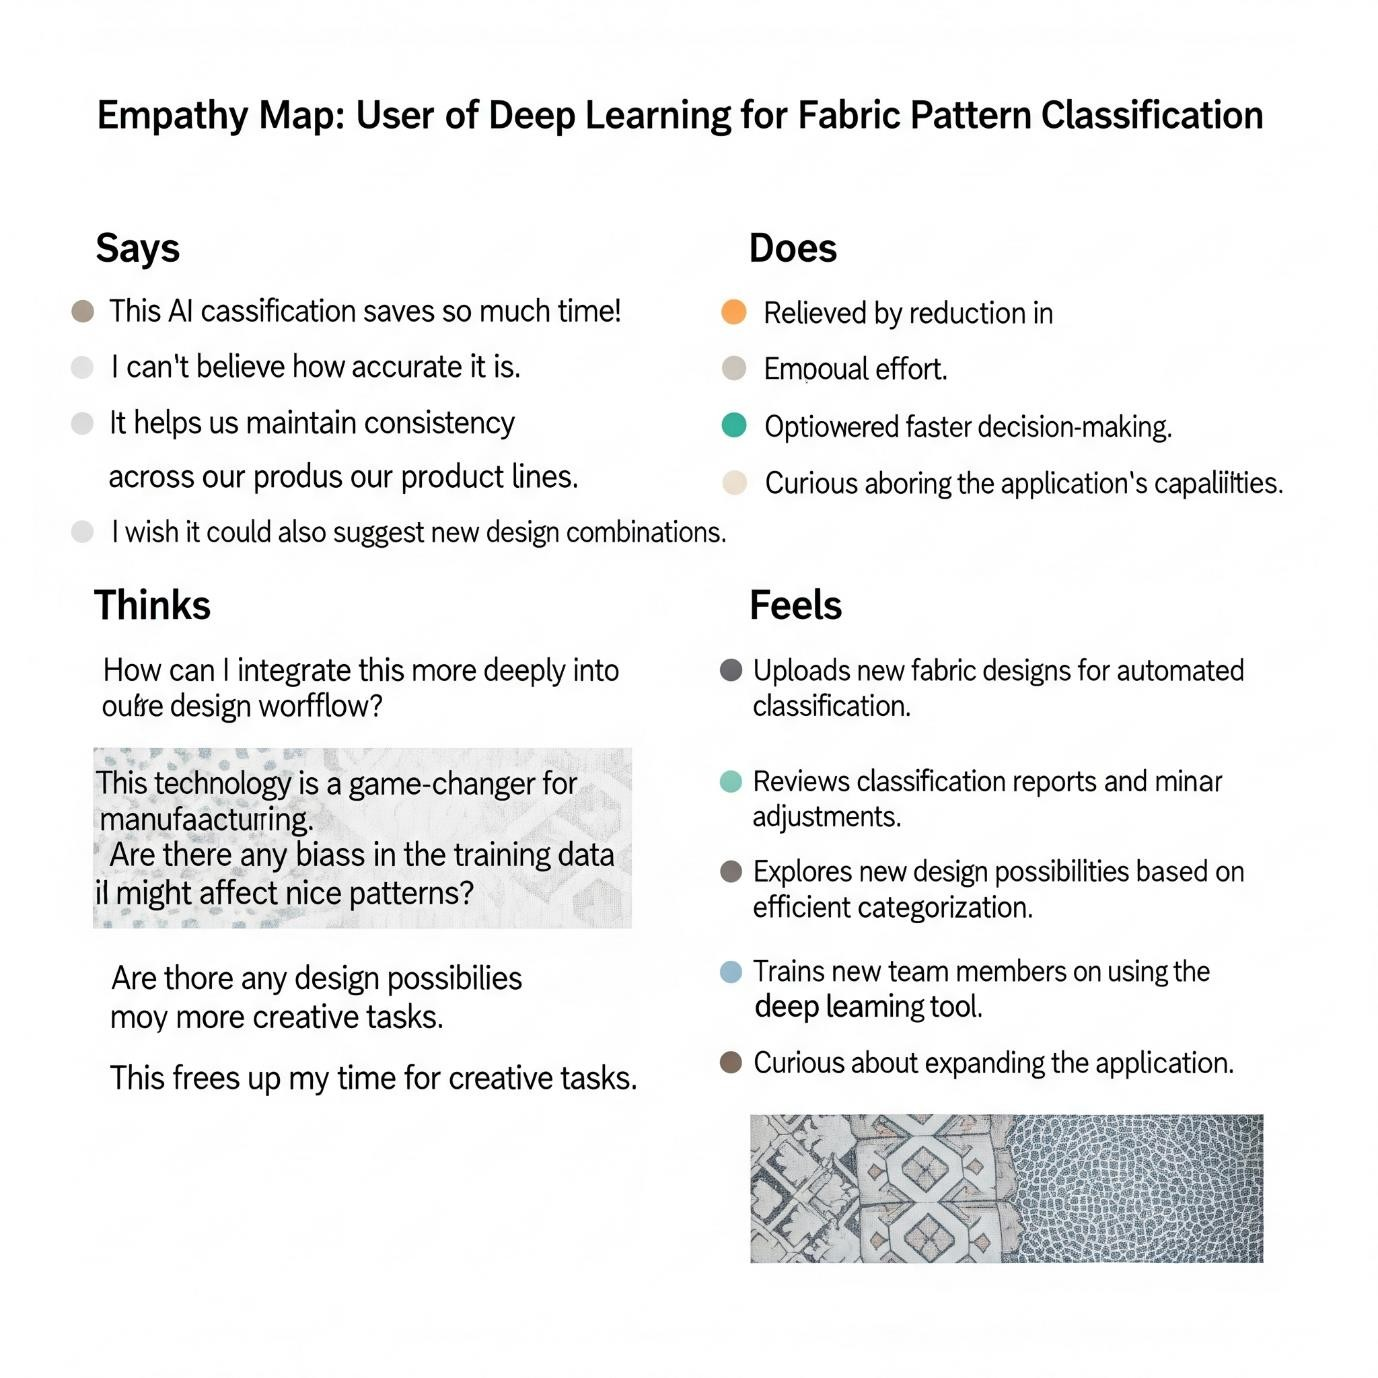 Empathy Map: User of Deep Learning for Fabric Pattern Classification
Says
This AI cassification saves so much time!
I can't believe how accurate it is.
It helps us maintain consistency
across our produs our product lines.
I wish it could also suggest new design combinations.
Does
Relieved by reduction in
Empoual effort.
Optiowered faster decision-making.
Curious aboring the application's
Thinks
How can I integrate this more deeply into
design worfflow?
This technology is a game-changer for
manufaacturring.
Are there any biass in the training data
might affect nice patterns?
Are thore any design possibilies
moy more creative tasks.
This frees up my time for creative tasks.
Feels
Uploads new fabric designs for automated
classification.
Reviews classification reports and minar
adjustments.
Explores new design possibilities based on
efficient categorization.
Trains new team members on using the
deep learning tool.
Curious about expanding the application.